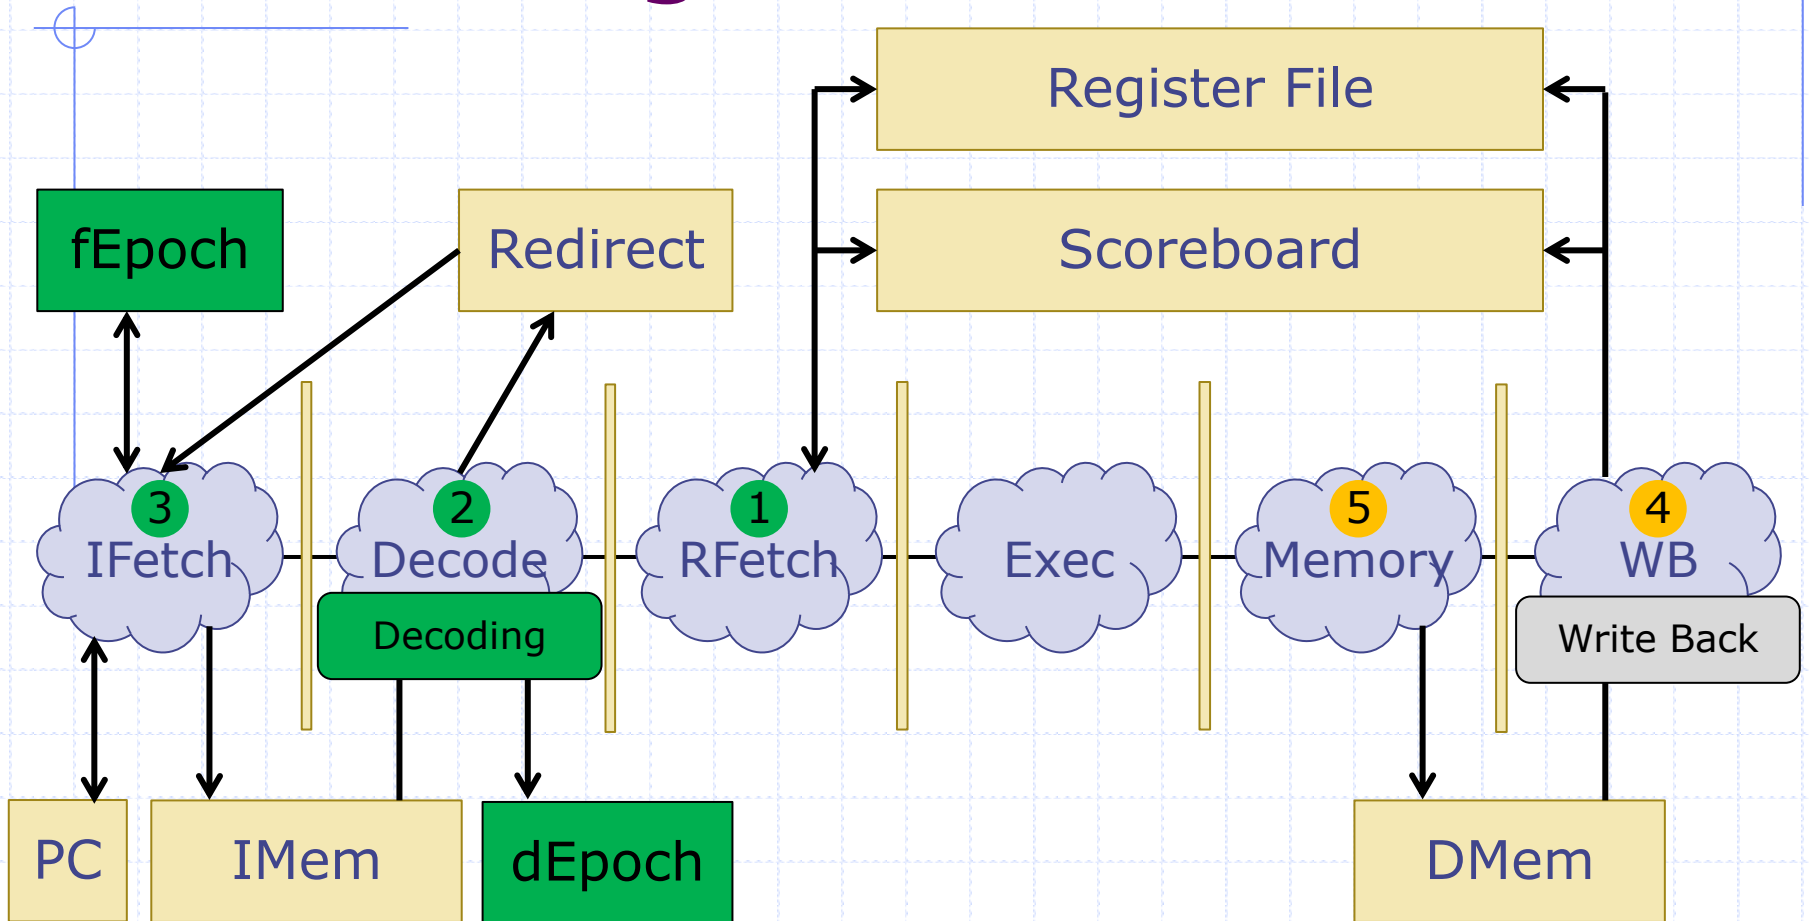 Register File
fEpoch
Redirect
Scoreboard
3
2
1
5
4
IFetch
Decode
RFetch
Exec
Memory
WB
Decoding
Write Back
PC
IMem
dEpoch
DMem